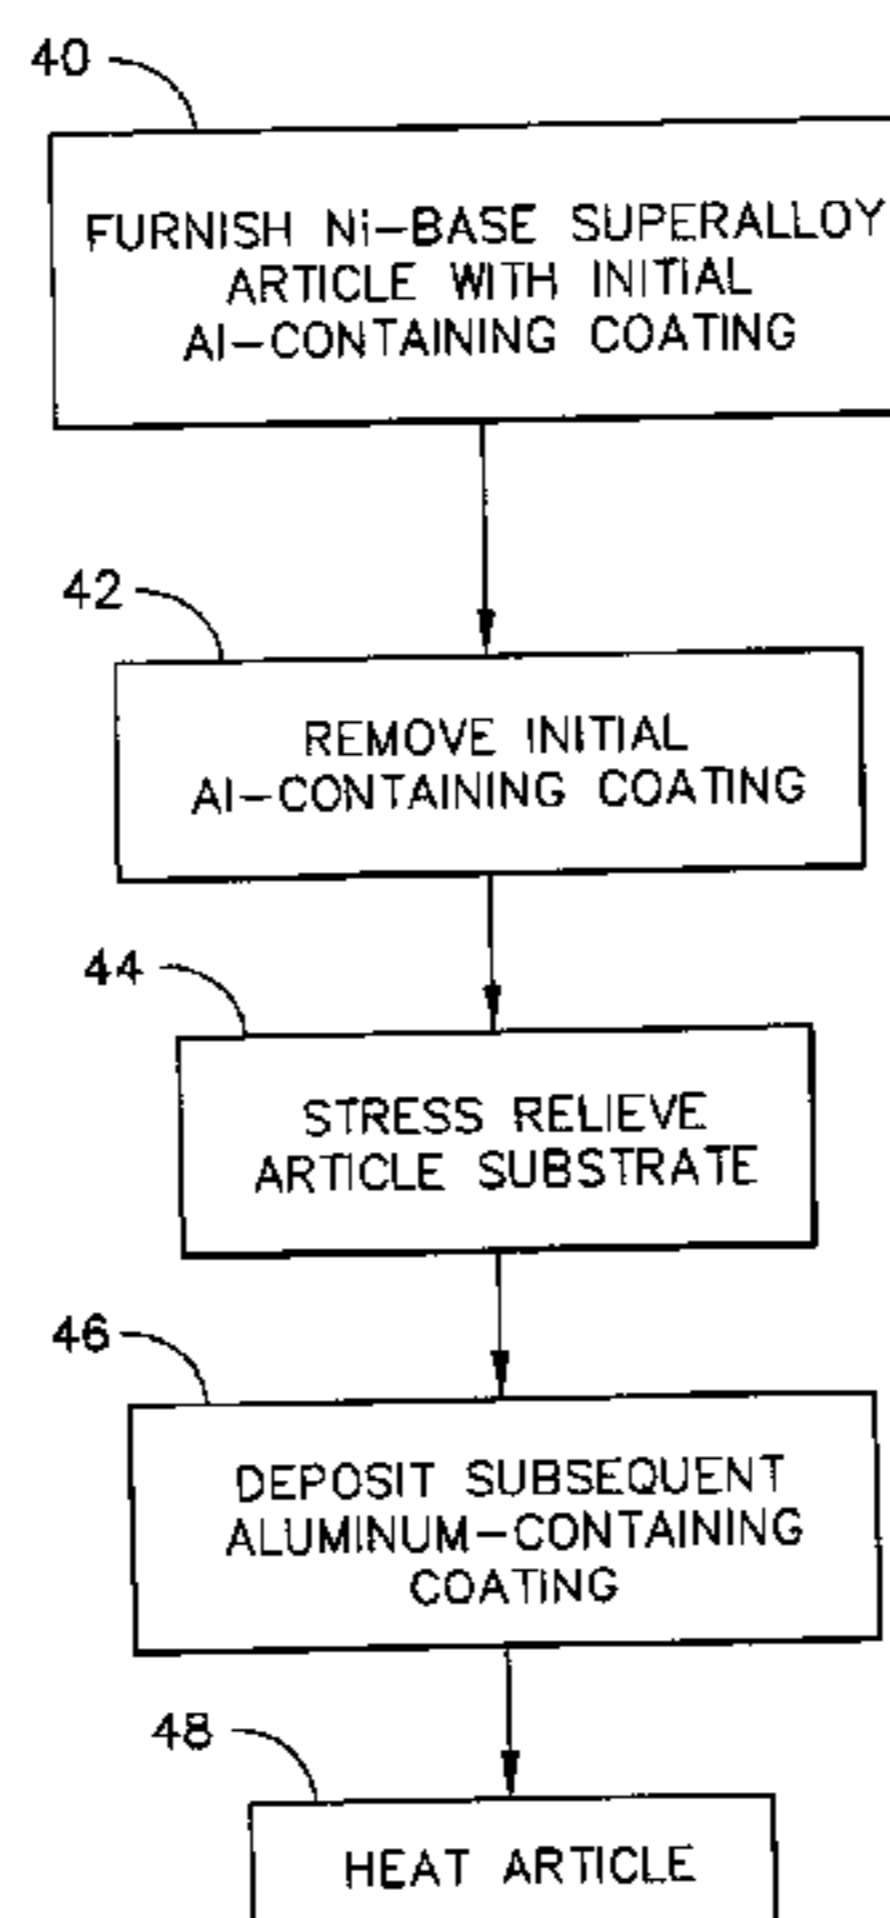 40
FURNISH Ni-BASE SUPERALLOY
ARTICLE WITH INITIAL
Al-CONTAINING COATING
42
REMOVE INITIAL
Al-CONTAINING COATING
44
STRESS RELIEVE
ARTICLE SUBSTRATE
46
DEPOSIT SUBSEQUENT
ALUMINUM-CONTAINING
COATING
48
HEAT ARTICLE